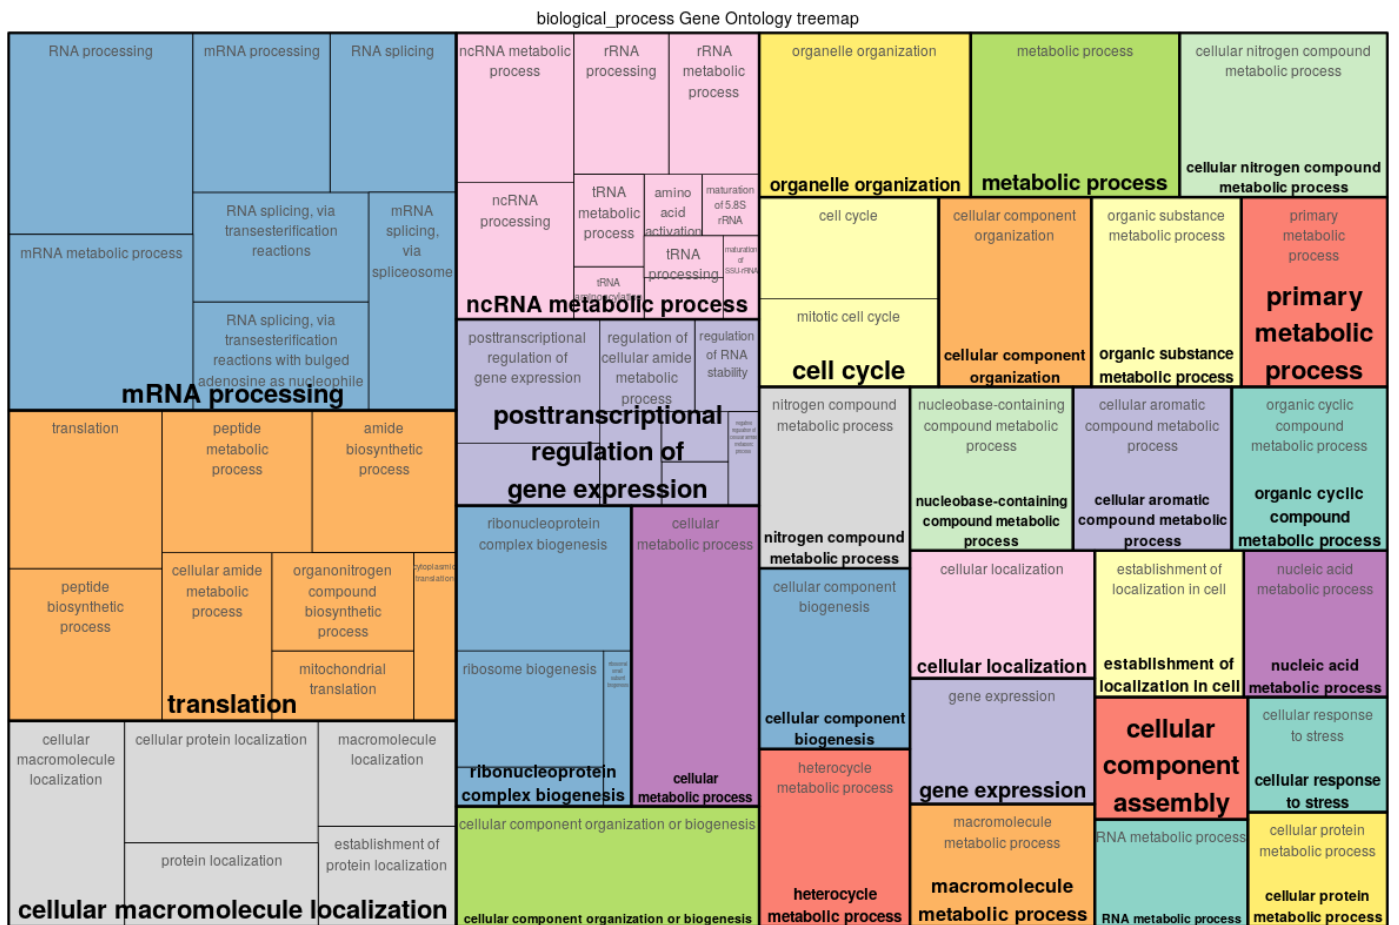 biological_process Gene Ontology treemap
RNA processing
mRNA processing
RNA splicing
mRNA metabolic process
RNA splicing, via
transesterification
reactions
mRNA
splicing,
via
spliceosome
RNA splicing, via
transesterification
reactions with bulged
adenosine as nucleophile
mRNA processing
translation
peptide
metabolic
process
amide
biosynthetic
process
peptide
biosynthetic
process
cellular amide
metabolic
process
organonitrogen
compound
biosynthetic
process
cytoplasmic
translation
mitochondrial
translation
translation
cellular
macromolecule
localization
cellular protein localization
macromolecule
localization
protein localization
establishment of
protein localization
cellular macromolecule localization
ncRNA metabolic
process
rRNA
processing
rRNA
metabolic
process
ncRNA
processing
tRNA
metabolic
process
amino
acid
activation
maturation
of 5.8S
rRNA
tRNA
processing
maturation
of
SSU-rRNA
tRNA
aminoacylation
ncRNA metabolic process
posttranscriptional
regulation of
gene expression
regulation of
cellular amide
metabolic
process
regulation
of RNA
stability
posttranscriptional
regulation of
gene expression
ribonucleoprotein
complex biogenesis
ribosome biogenesis
ribonucleoprotein
complex biogenesis
cellular
metabolic process
cellular
metabolic process
cellular component organization or biogenesis
cellular component organization or biogenesis
organelle organization
organelle organization
metabolic process
metabolic process
cellular nitrogen compound
metabolic process
cellular nitrogen compound
metabolic process
cell cycle
mitotic cell cycle
cell cycle
cellular component
organization
cellular component
organization
organic substance
metabolic process
organic substance
metabolic process
primary
metabolic
process
primary
metabolic
process
nitrogen compound
metabolic process
nitrogen compound
metabolic process
nucleobase-containing
compound metabolic
process
nucleobase-containing
compound metabolic
process
cellular aromatic
compound metabolic
process
cellular aromatic
compound metabolic
process
organic cyclic
compound
metabolic process
organic cyclic
compound
metabolic process
cellular component
biogenesis
cellular component
biogenesis
cellular localization
cellular localization
establishment of
localization in cell
establishment of
localization in cell
nucleic acid
metabolic process
nucleic acid
metabolic process
gene expression
gene expression
cellular
component
assembly
cellular response
to stress
cellular response
to stress
heterocycle
metabolic process
heterocycle
metabolic process
macromolecule
metabolic process
macromolecule
metabolic process
RNA metabolic process
RNA metabolic process
cellular protein
metabolic process
cellular protein
metabolic process